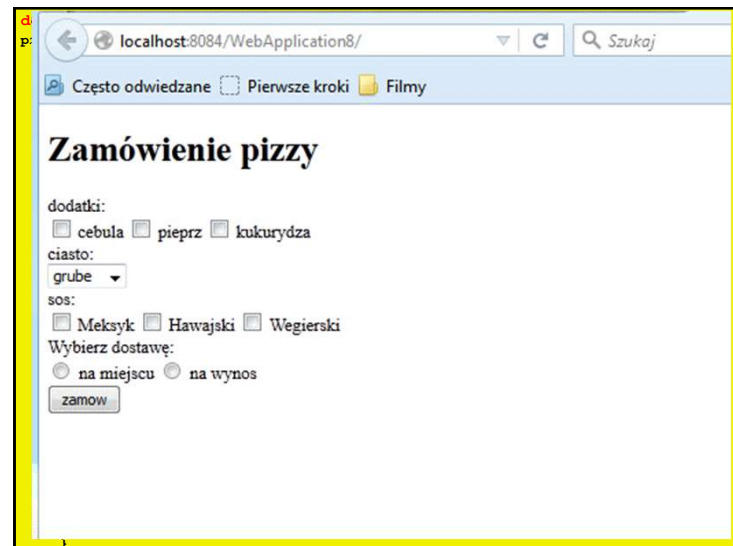 localhost:8084/WebApplication8/
Szukaj
Często odwiedzane Pierwsze kroki Filmy
Zamówienie pizzy
dodatki:
cebula pieprz kukurydza
ciasto:
grube
sos:
Meksyk Hawajski Wegierski
Wybierz dostawę:
na miejscu na wynos
zamow
}